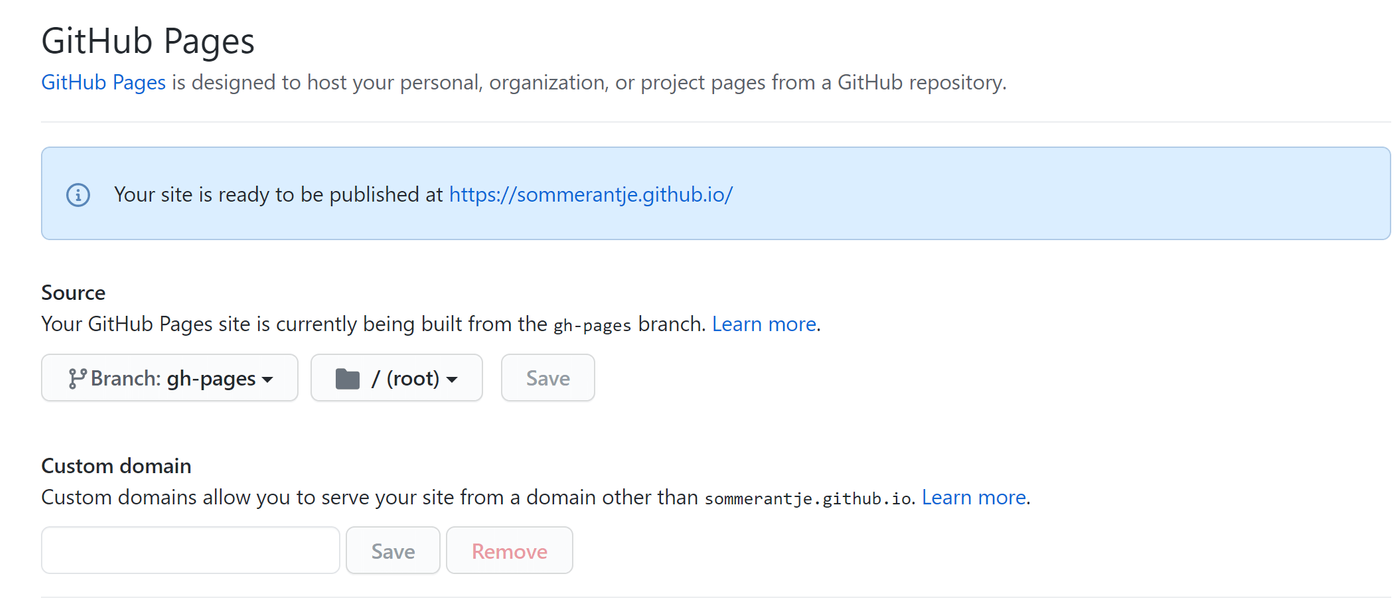 GitHub Pages
GitHub Pages is designed to host your personal, organization, or project pages from a GitHub repository.
Your site is ready to be published at https://sommerantje.github.io/
Source
Your GitHub Pages site is currently being built from the gh-pages branch. Learn more.
Branch: gh-pages / (root) Save
Custom domain
Custom domains allow you to serve your site from a domain other than sommerantje.github.io. Learn more.
Save Remove